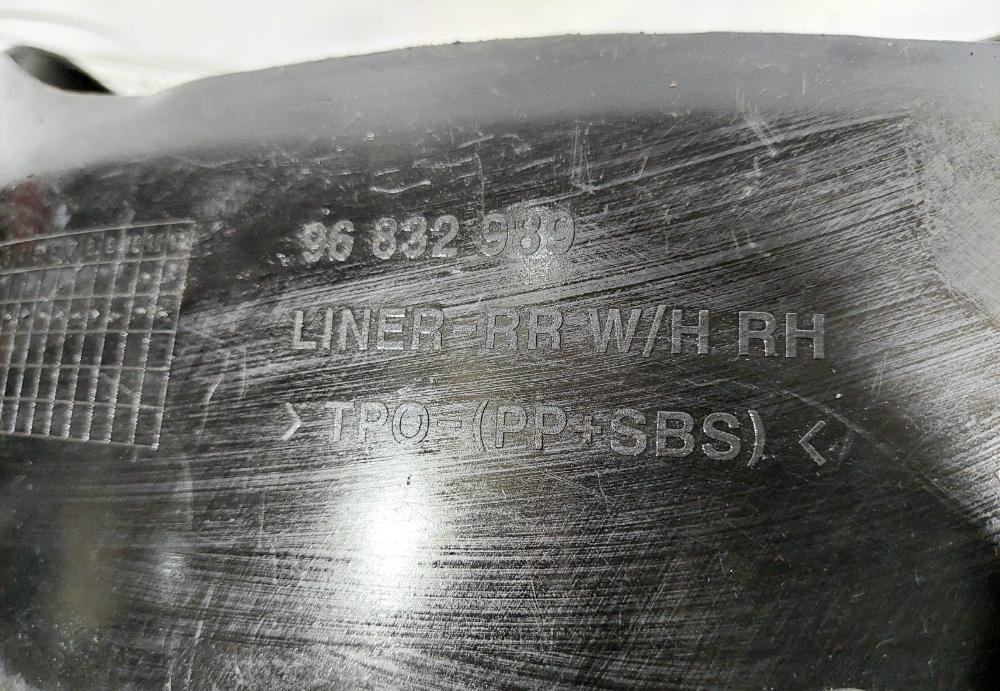 96 832 989
LINER-RR W/H RH
>TPO-(PP+SBS)<